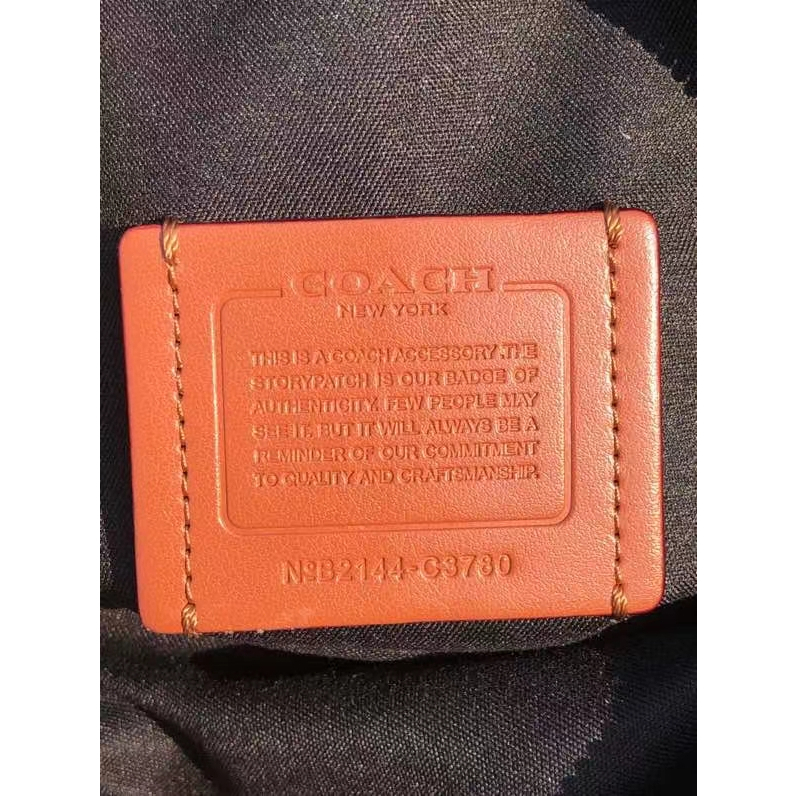 COACH
NEW YORK
THIS IS A COACH ACCESSORY .THE
STORYPATCH IS OUR BADGE OF
AUTHENTICITY. FEW PEOPLE MAY
SEE IT, BUT IT WILL ALWAYS BE A
REMINDER OF OUR COMMITMENT
TO QUALITY AND CRAFTSMANSHIP.
NºB2144-C3780